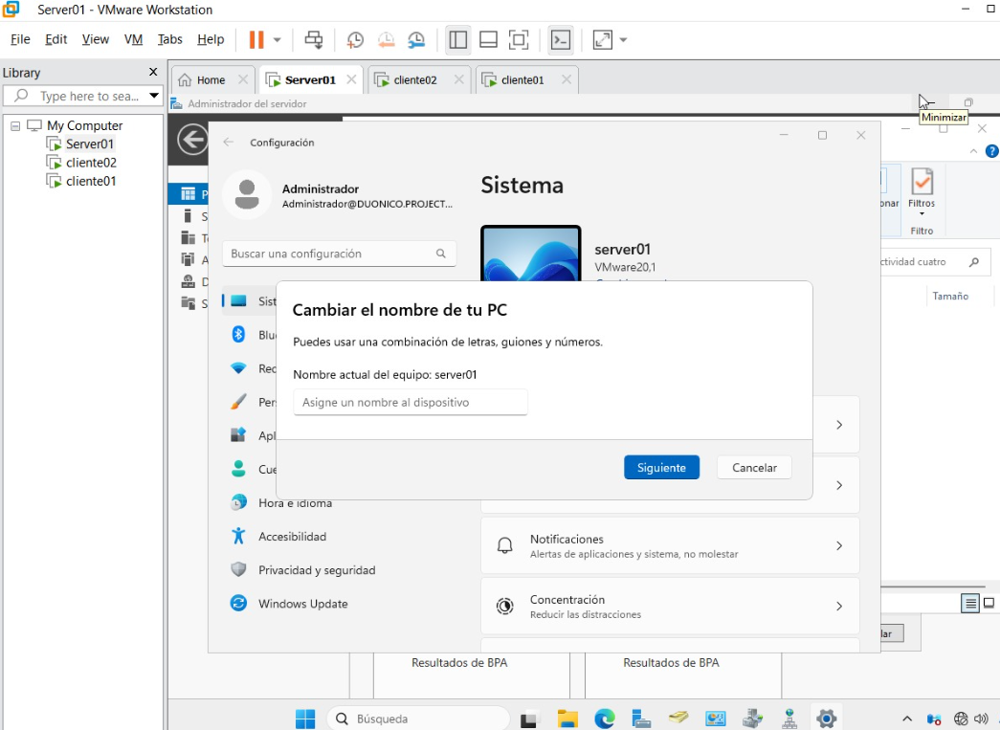 Server01 - VMware Workstation
File Edit View VM Tabs Help
Library
Type here to sea...
My Computer
Server01
cliente02
cliente01
Home
Server01
cliente02
cliente01
Administrador del servidor
Minimizar
Configuración
Administrador
Administrador@DUONICO.PROJECT...
Buscar una configuración
Sist
Blu
Rec
Per
Apl
Cue
Hora e idioma
Accesibilidad
Privacidad y seguridad
Windows Update
Sistema
server01
VMware20,1
Cambiar el nombre de tu PC
Puedes usar una combinación de letras, guiones y números.
Nombre actual del equipo: server01
Asigne un nombre al dispositivo
Siguiente
Cancelar
Notificaciones
Alertas de aplicaciones y sistema, no molestar
Concentración
Reducir las distracciones
onar
Filtros
Filtro
ctividad cuatro
Tamaño
lar
Resultados de BPA
Resultados de BPA
Búsqueda